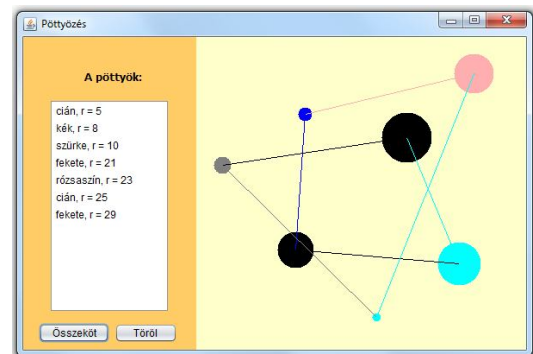 Pöttyözés
A pöttyök:
cián, r = 5
kék, r = 8
szürke, r = 10
fekete, r = 21
rózsaszín, r = 23
cián, r = 25
fekete, r = 29
Összeköt
Töröl